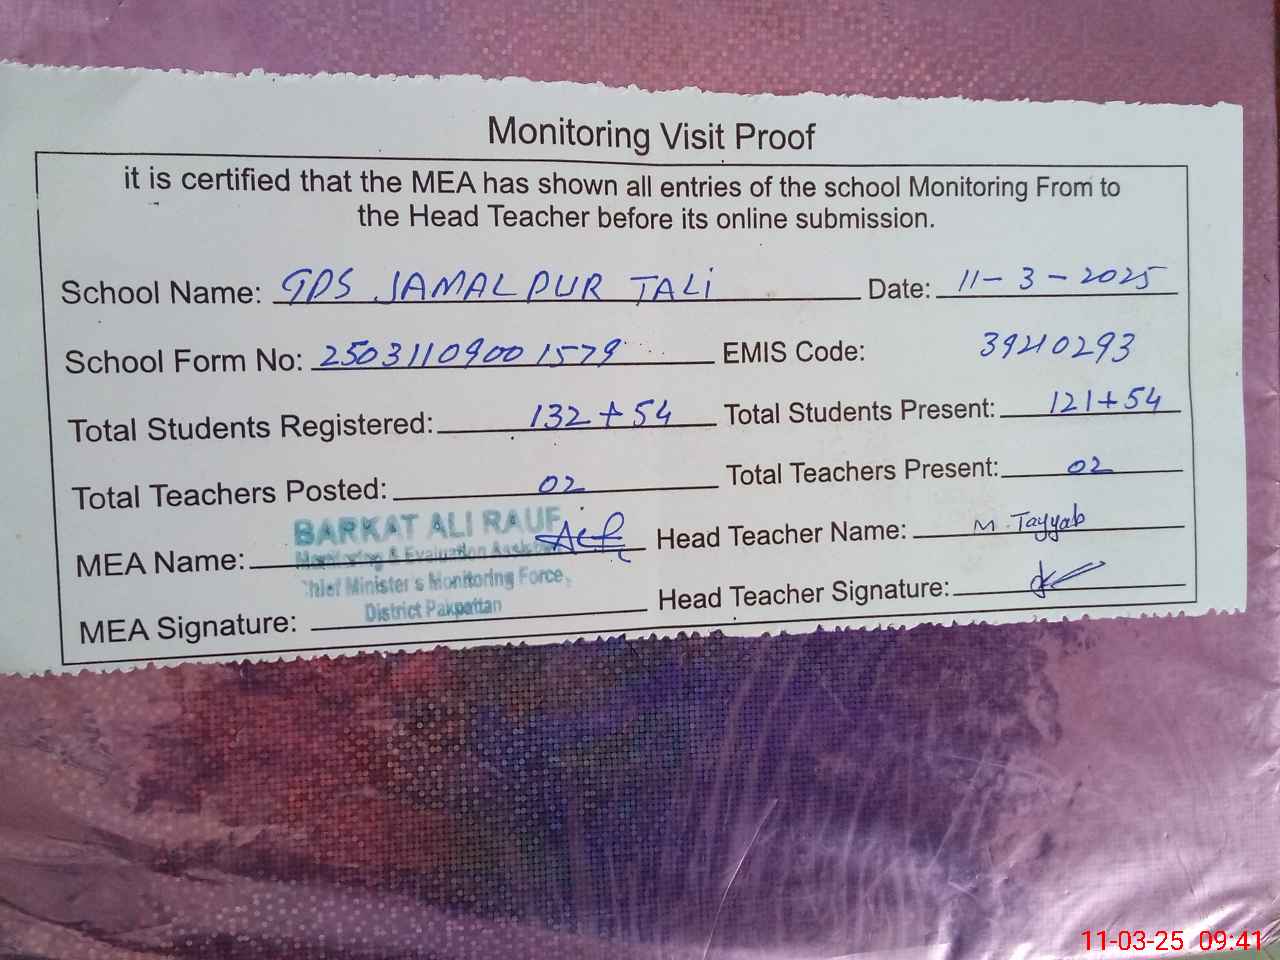 Monitoring Visit Proof
it is certified that the MEA has shown all entries of the school Monitoring From to
the Head Teacher before its online submission.
School Name: GPS JAMALPUR TALi Date: 11-3-2025
School Form No: 25031109001579 EMIS Code: 39210293
Total Students Registered: 132+54 Total Students Present: 121+54
Total Teachers Posted: 02 Total Teachers Present: 02
BARKAT ALI RAUF
MEA Name: Monitoring & Evaluation Head Teacher Name: M. Tayyab
Chief Minister's Monitoring Force,
District Pakpattan
MEA Signature: Head Teacher Signature:
11-03-25 09:41